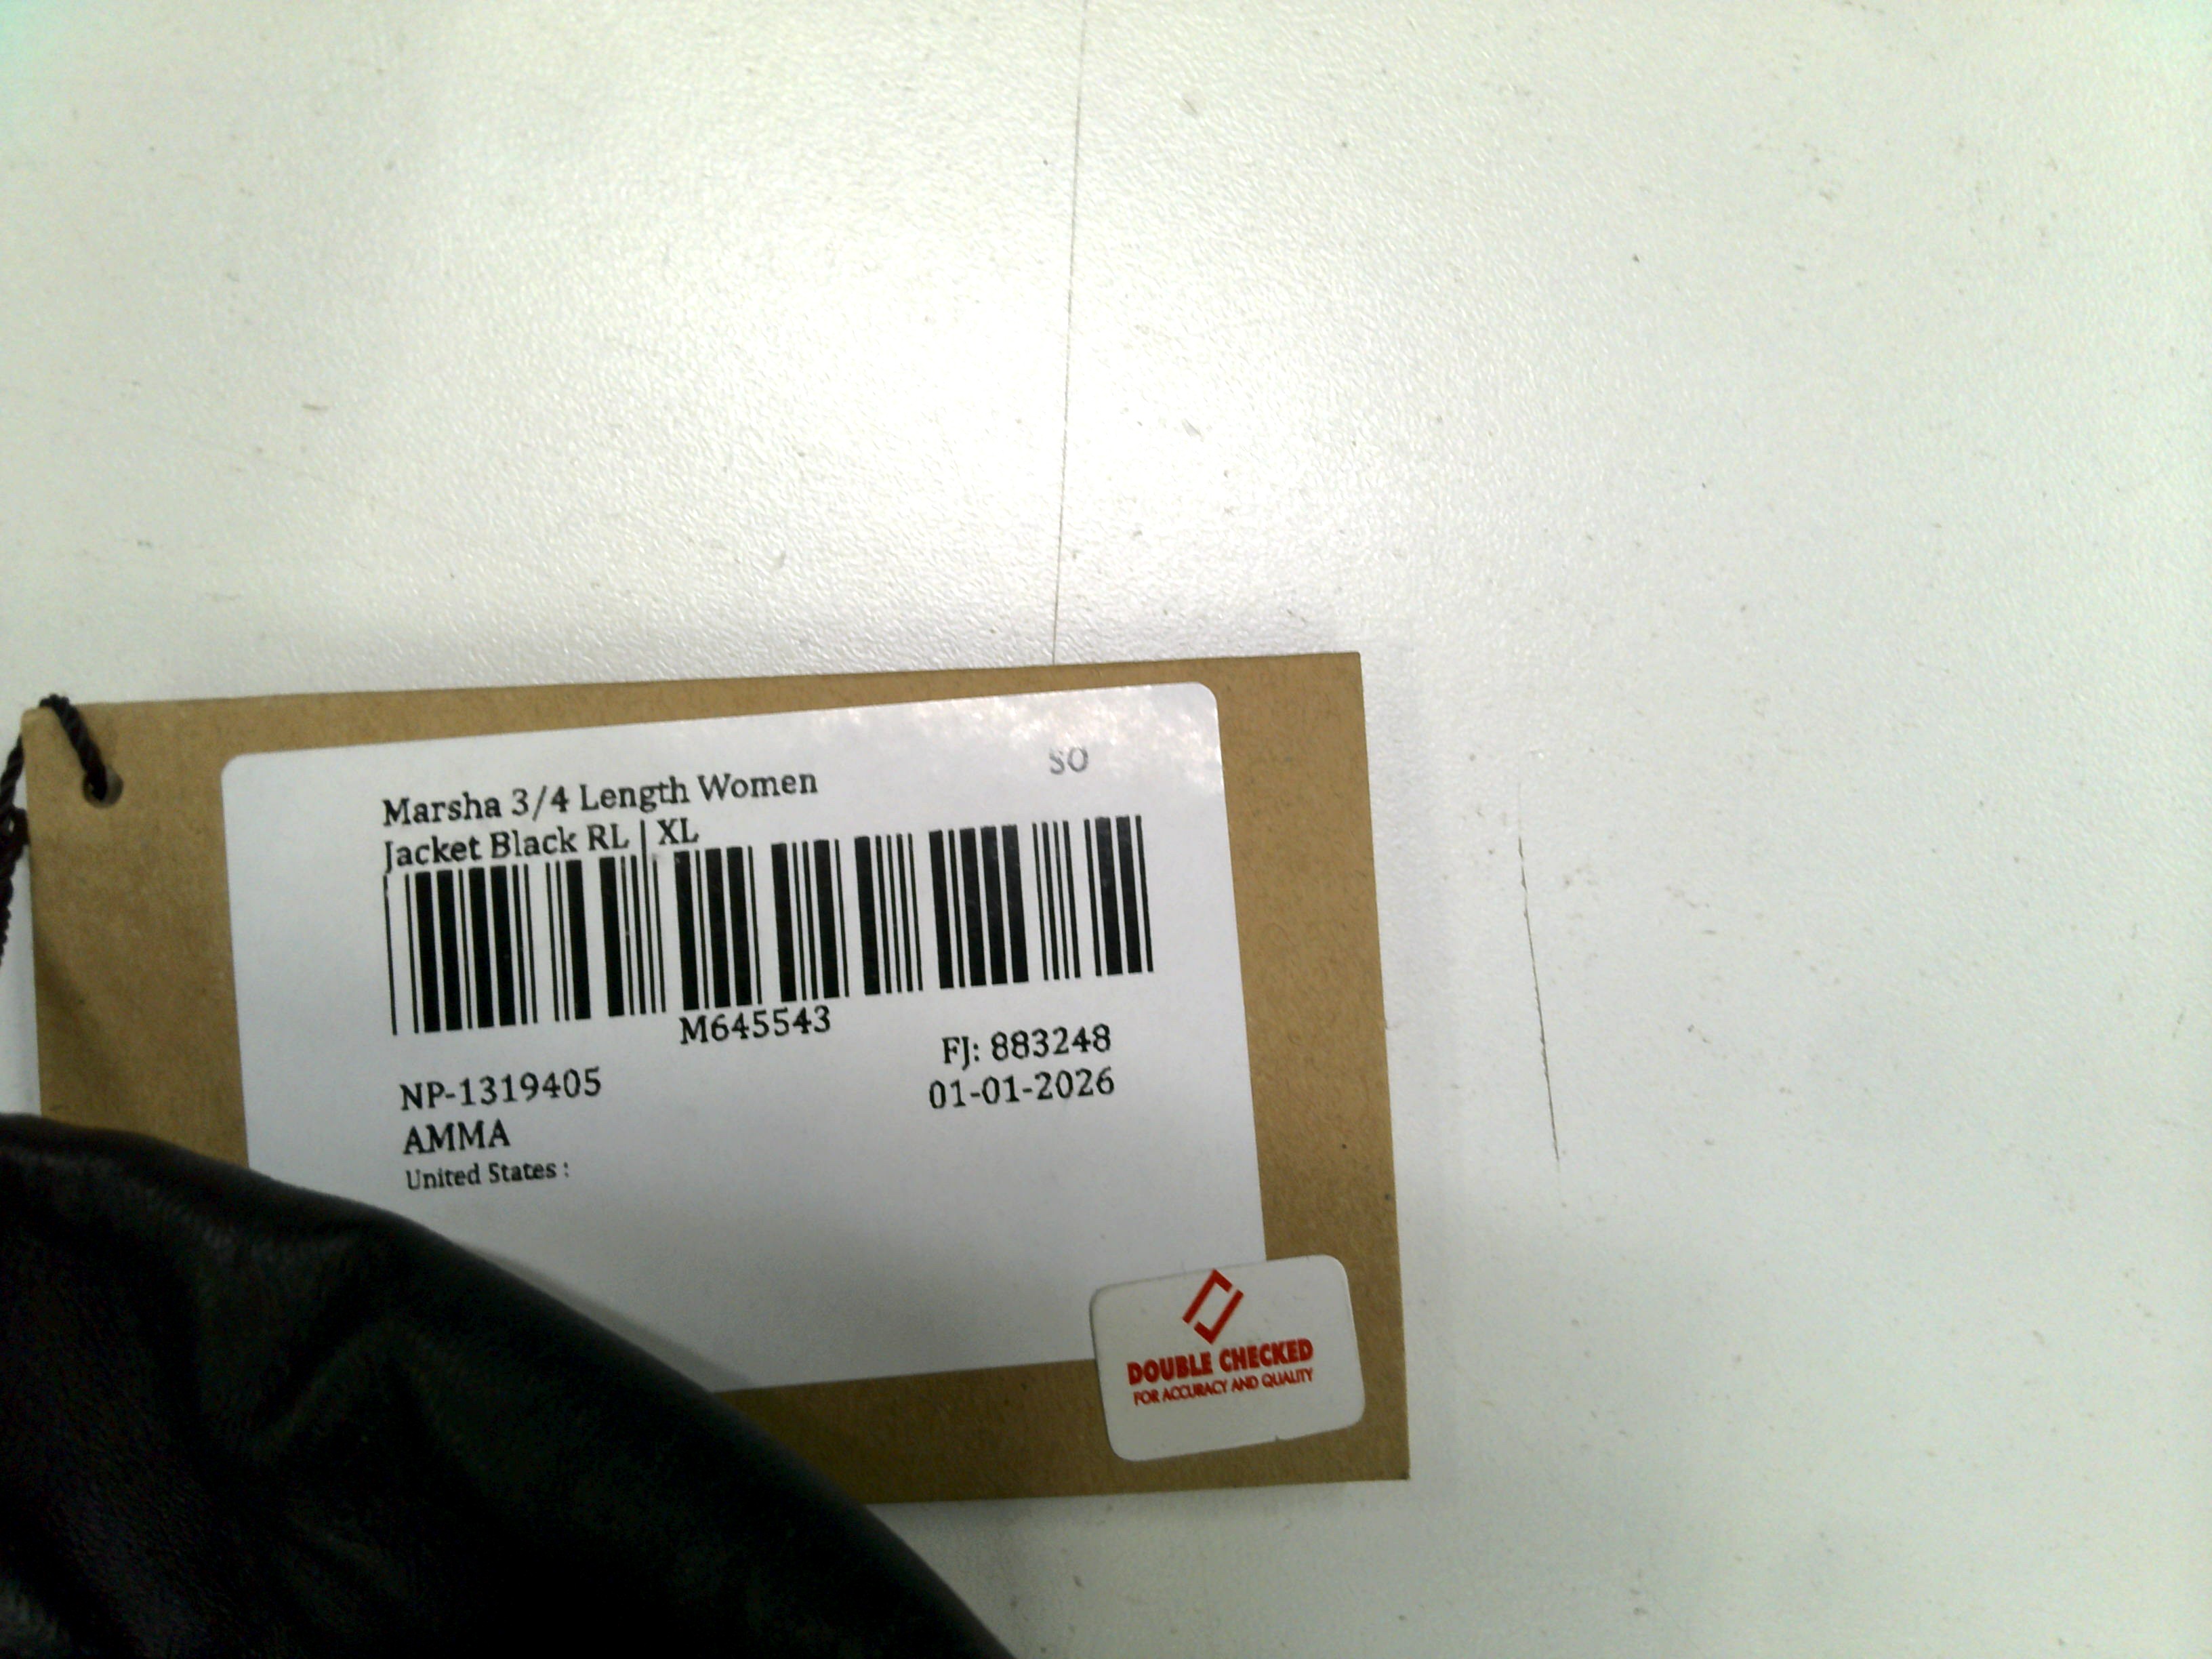 SO
Marsha 3/4 Length Women
Jacket Black RL | XL
M645543
FJ: 883248
NP-1319405
01-01-2026
AMMA
United States :
DOUBLE CHECKED
FOR ACCURACY AND QUALITY